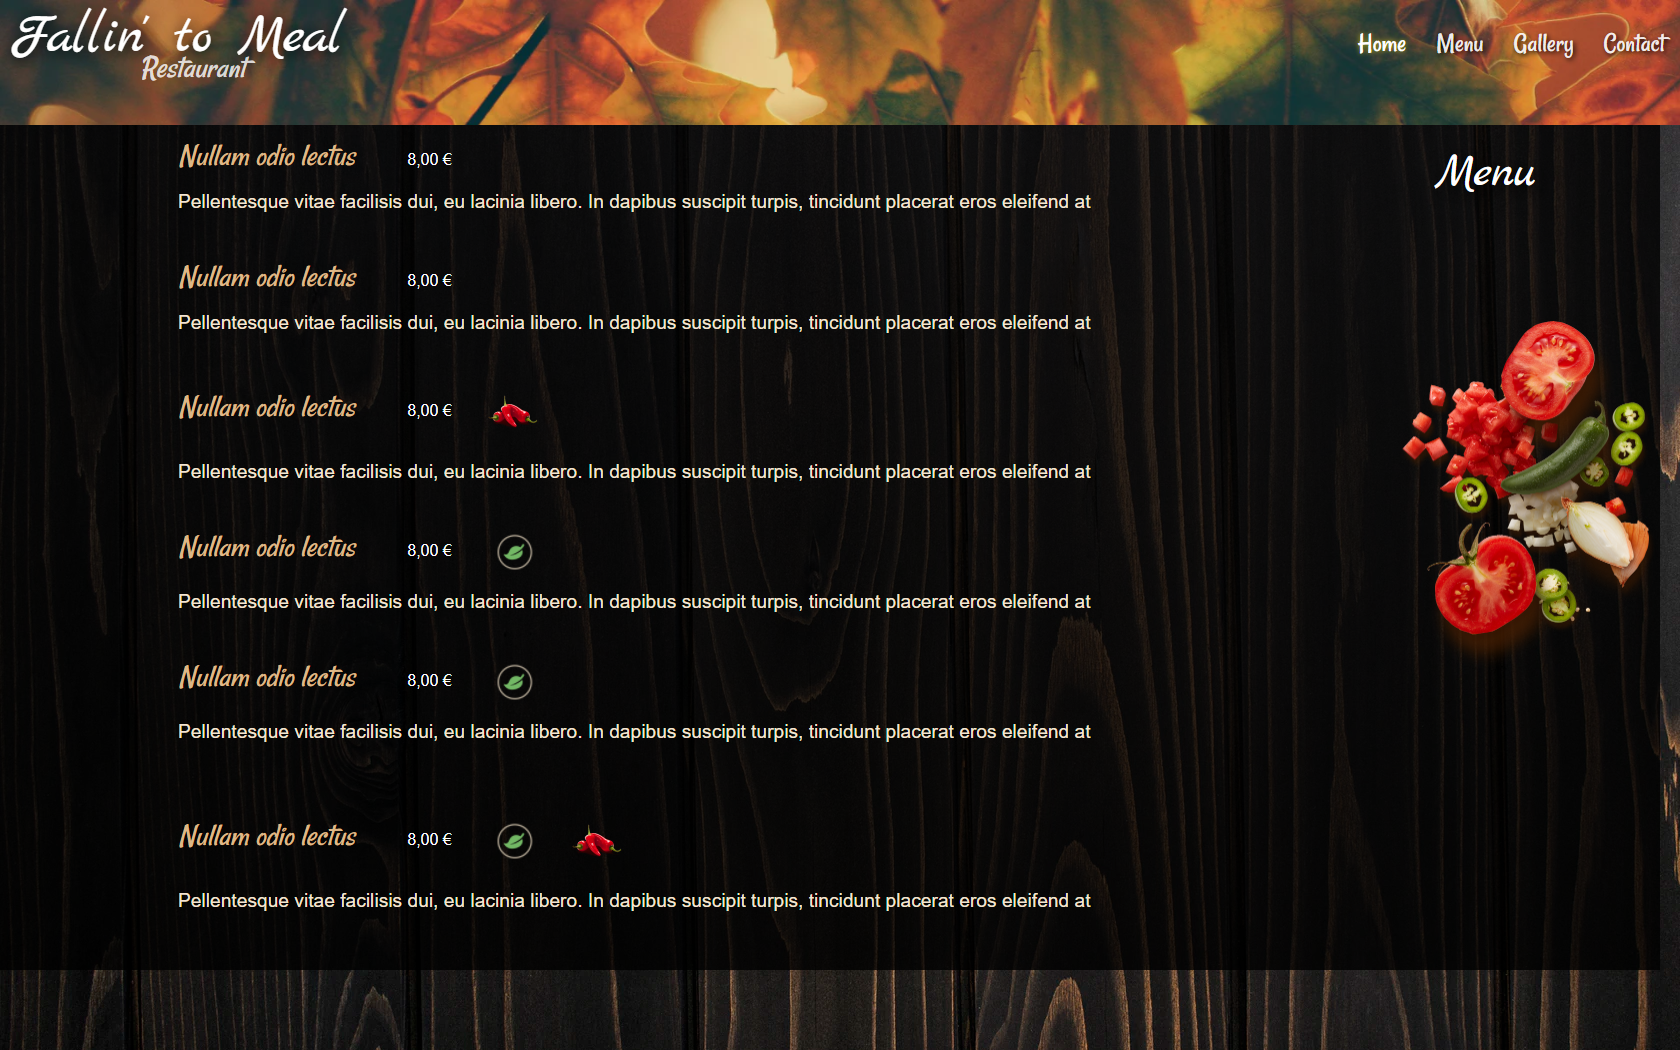 Fallin' to Meal
Restaurant
Home Menu Gallery Contact
Menu
Nullam odio lectus 8,00 €
Pellentesque vitae facilisis dui, eu lacinia libero. In dapibus suscipit turpis, tincidunt placerat eros eleifend at
Nullam odio lectus 8,00 €
Pellentesque vitae facilisis dui, eu lacinia libero. In dapibus suscipit turpis, tincidunt placerat eros eleifend at
Nullam odio lectus 8,00 €
Pellentesque vitae facilisis dui, eu lacinia libero. In dapibus suscipit turpis, tincidunt placerat eros eleifend at
Nullam odio lectus 8,00 €
Pellentesque vitae facilisis dui, eu lacinia libero. In dapibus suscipit turpis, tincidunt placerat eros eleifend at
Nullam odio lectus 8,00 €
Pellentesque vitae facilisis dui, eu lacinia libero. In dapibus suscipit turpis, tincidunt placerat eros eleifend at
Nullam odio lectus 8,00 €
Pellentesque vitae facilisis dui, eu lacinia libero. In dapibus suscipit turpis, tincidunt placerat eros eleifend at